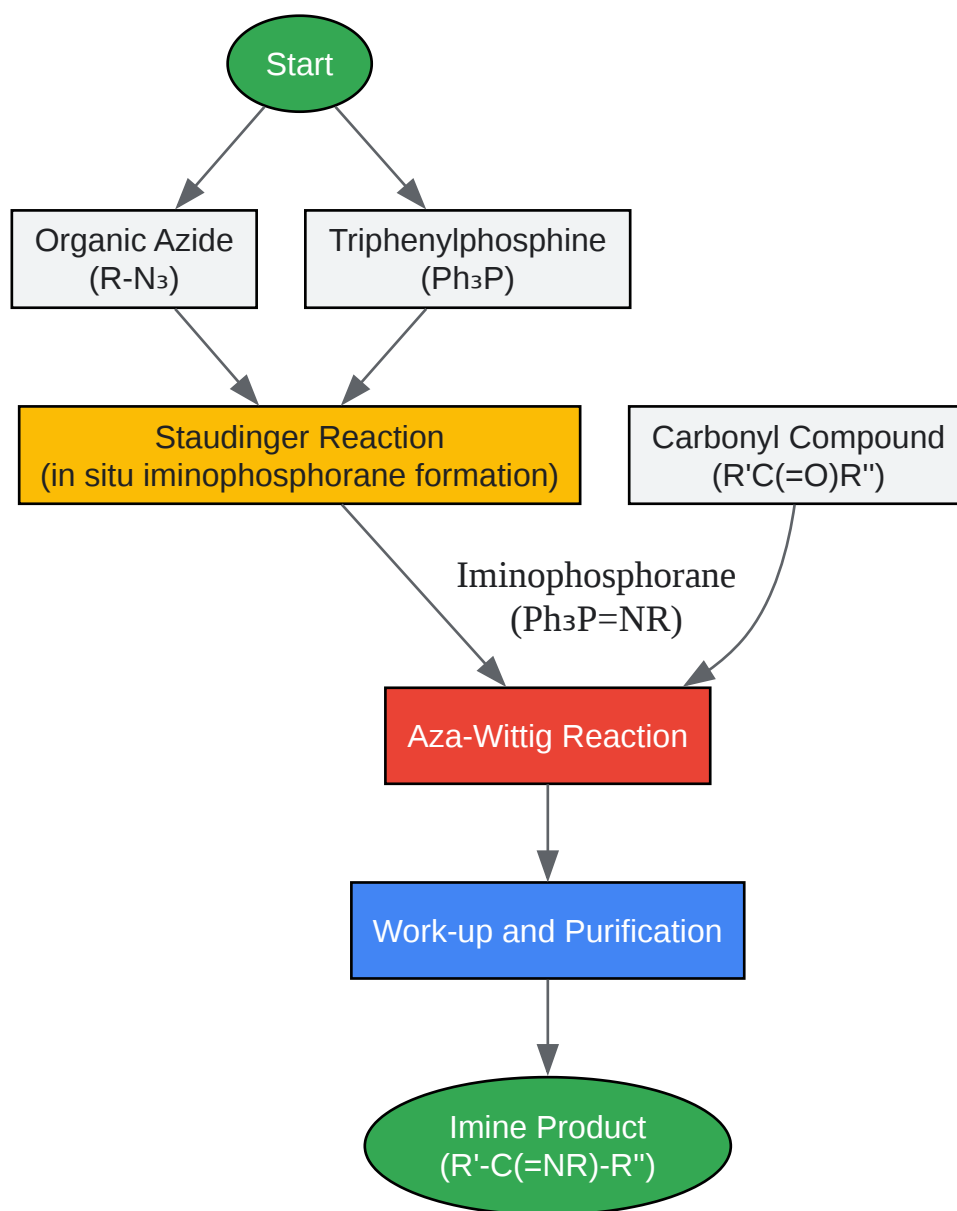 Start
Organic Azide
(R-N₃)
Triphenylphosphine
(Ph₃P)
Staudinger Reaction
(in situ iminophosphorane formation)
Carbonyl Compound
(R'C(=O)R'')
Iminophosphorane
(Ph₃P=NR)
Aza-Wittig Reaction
Work-up and Purification
Imine Product
(R'-C(=NR)-R'')